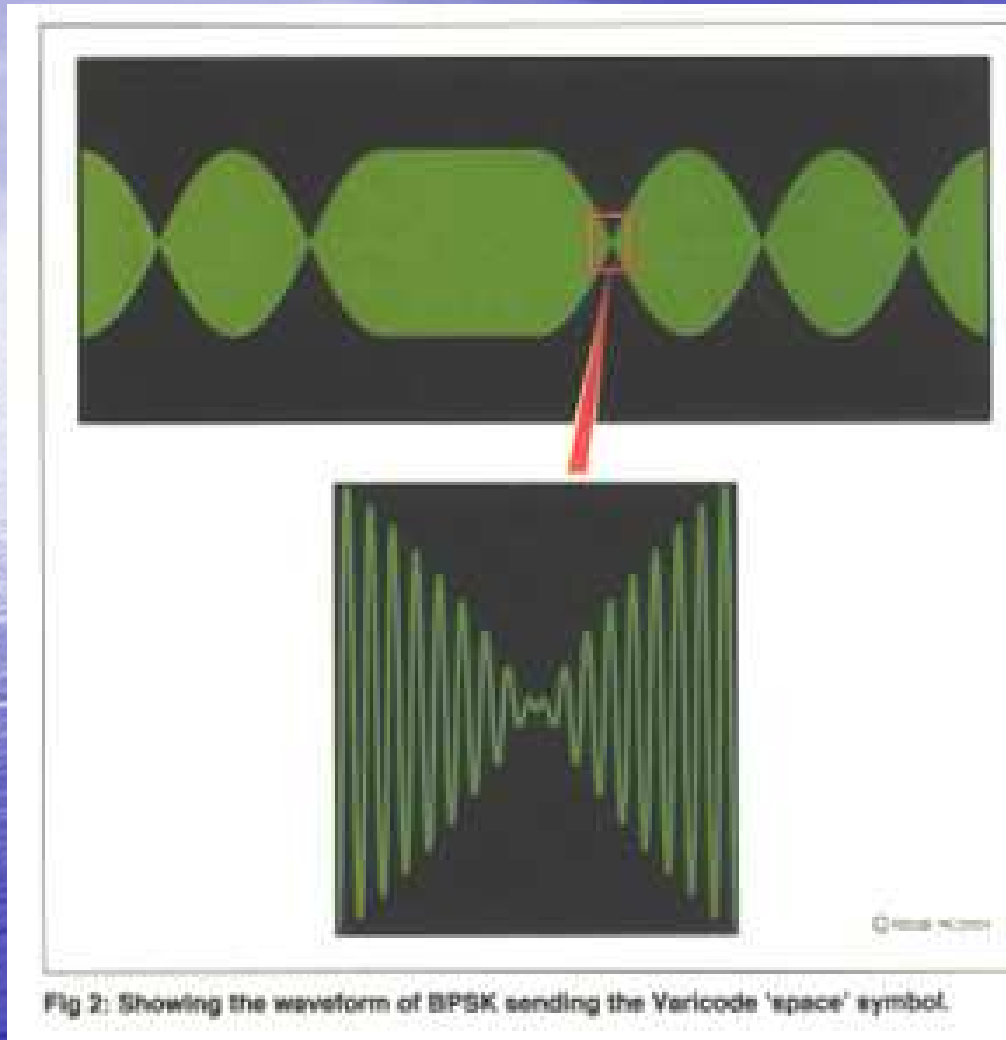 Fig 2: Showing the waveform of BPSK sending the Varicode 'space' symbol.